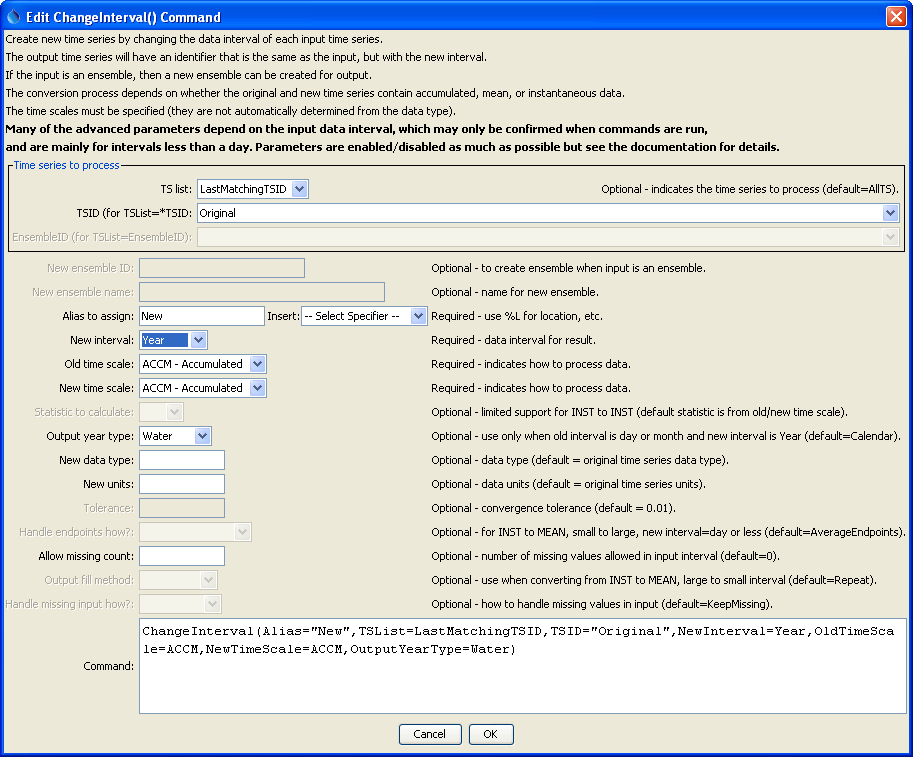 Edit ChangeInterval() Command
Create new time series by changing the data interval of each input time series.
The output time series will have an identifier that is the same as the input, but with the new interval.
If the input is an ensemble, then a new ensemble can be created for output.
The conversion process depends on whether the original and new time series contain accumulated, mean, or instantaneous data.
The time scales must be specified (they are not automatically determined from the data type).
Many of the advanced parameters depend on the input data interval, which may only be confirmed when commands are run,
and are mainly for intervals less than a day. Parameters are enabled/disabled as much as possible but see the documentation for details.
Time series to process
TS list: LastMatchingTSID Optional - indicates the time series to process (default=AllTS).
TSID (for TSList=*TSID: Original
EnsembleID (for TSList=EnsembleID):
New ensemble ID: Optional - to create ensemble when input is an ensemble.
New ensemble name: Optional - name for new ensemble.
Alias to assign: New Insert: -- Select Specifier -- Required - use %L for location, etc.
New interval: Year Required - data interval for result.
Old time scale: ACCM - Accumulated Required - indicates how to process data.
New time scale: ACCM - Accumulated Required - indicates how to process data.
Statistic to calculate: Optional - limited support for INST to INST (default statistic is from old/new time scale).
Output year type: Water Optional - use only when old interval is day or month and new interval is Year (default=Calendar).
New data type: Optional - data type (default = original time series data type).
New units: Optional - data units (default = original time series units).
Tolerance: Optional - convergence tolerance (default = 0.01).
Handle endpoints how?: Optional - for INST to MEAN, small to large, new interval=day or less (default=AverageEndpoints).
Allow missing count: Optional - number of missing values allowed in input interval (default=0).
Output fill method: Optional - use when converting from INST to MEAN, large to small interval (default=Repeat).
Handle missing input how?: Optional - how to handle missing values in input (default=KeepMissing).
ChangeInterval(Alias="New",TSList=LastMatchingTSID,TSID="Original",NewInterval=Year,OldTimeSca
le=ACCM,NewTimeScale=ACCM,OutputYearType=Water)
Command:
Cancel OK